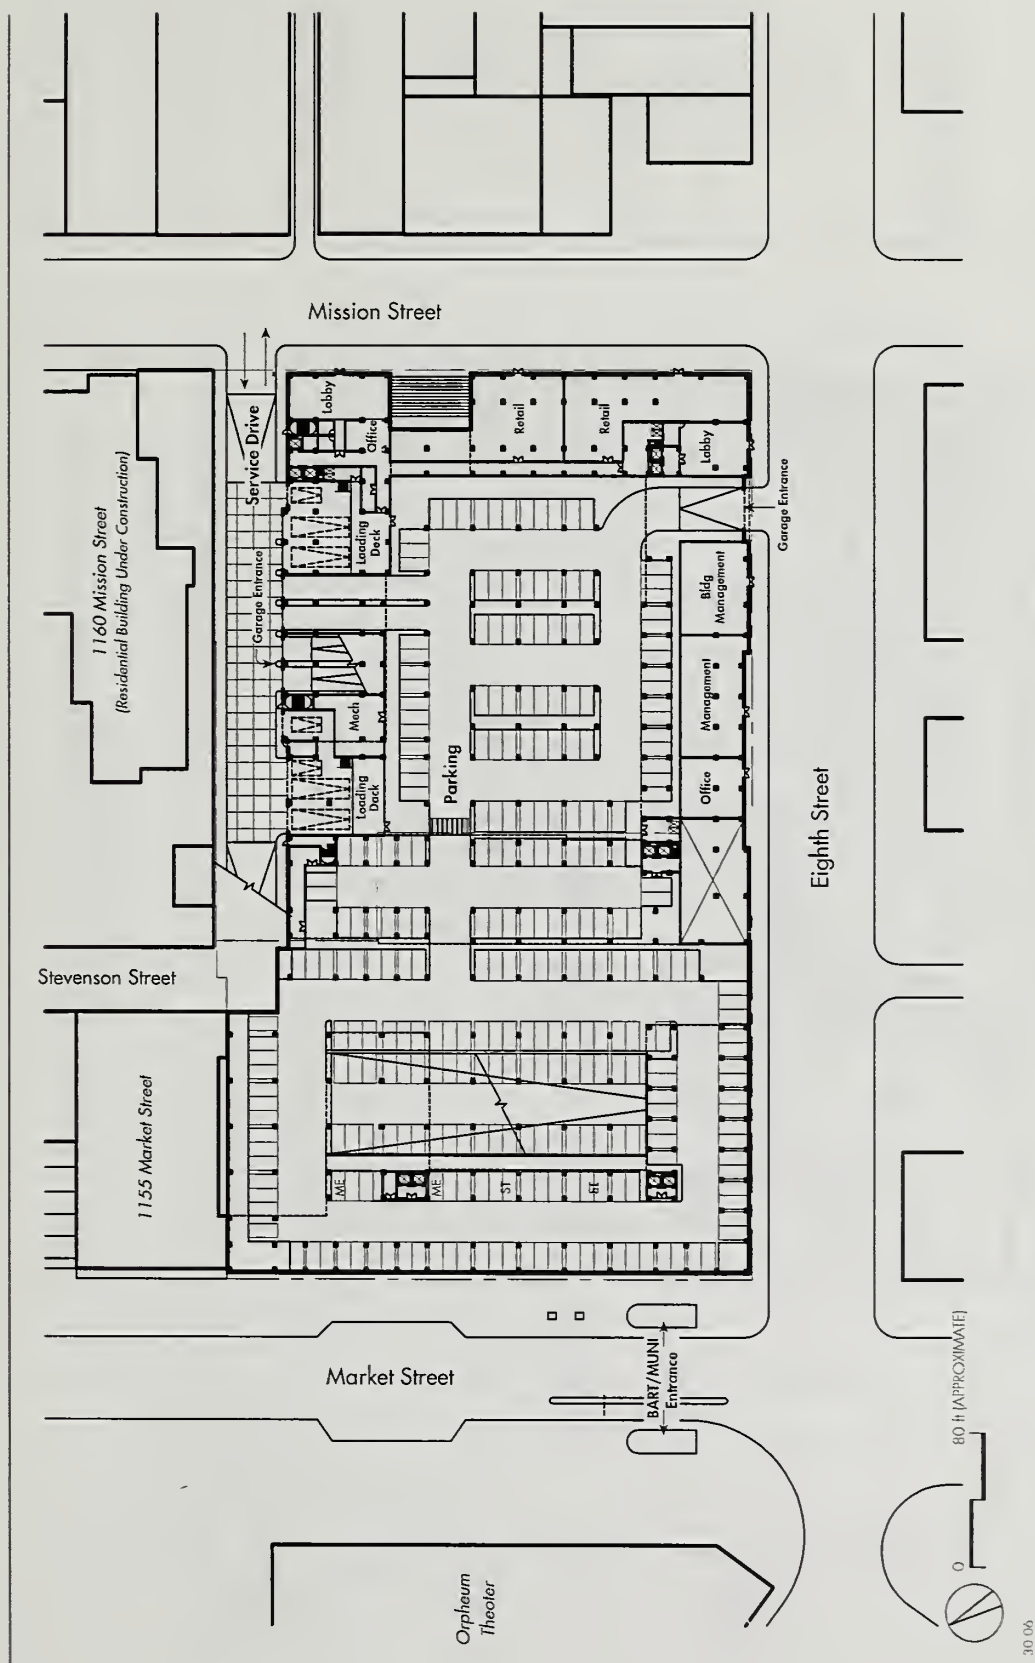 Mission Street
1160 Mission Street
(Residential Building Under Construction)
Service Drive
Garage Entrance
Lobby
Office
Retail
Retail
Lobby
Loading
Dock
Garage Entrance
Bldg
Management
Mech
Management
Parking
Loading
Dock
Office
Eighth Street
Stevenson Street
1155 Market Street
ME
ME
ST
Market Street
BART/MUNI
Entrance
Orpheum
Theater
0
80 ft (APPROXIMATE)
30 06